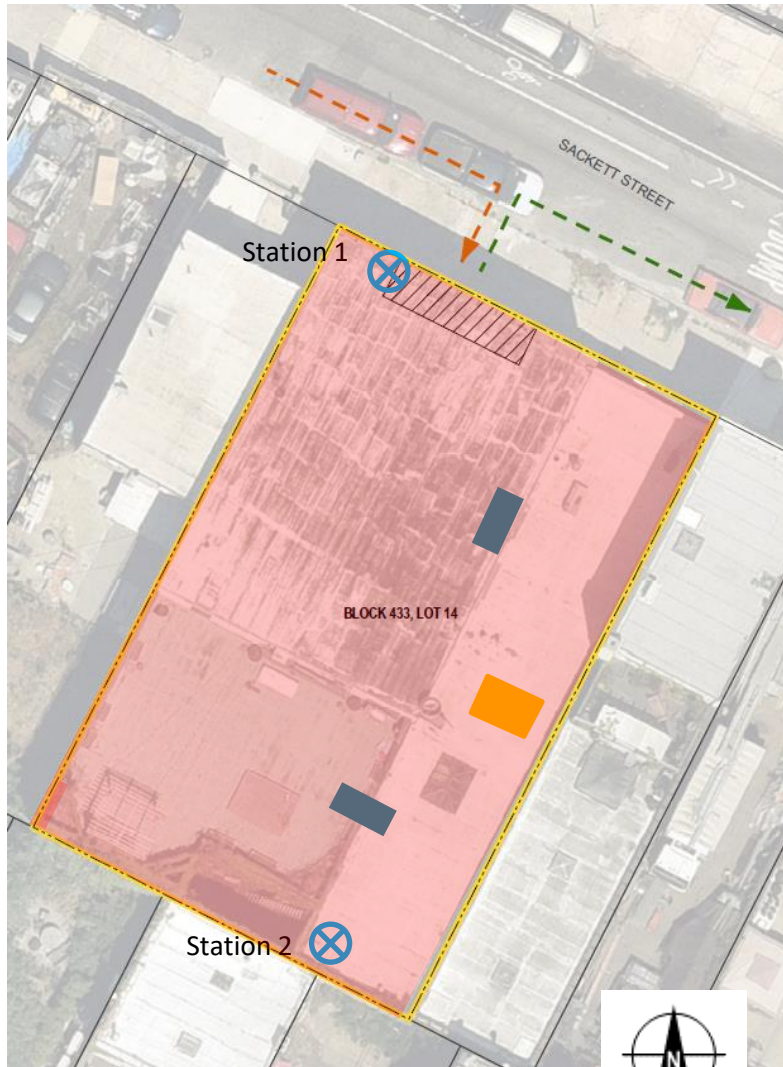 SACKETT STREET
Station 1
BLOCK 433, LOT 14
Station 2
N